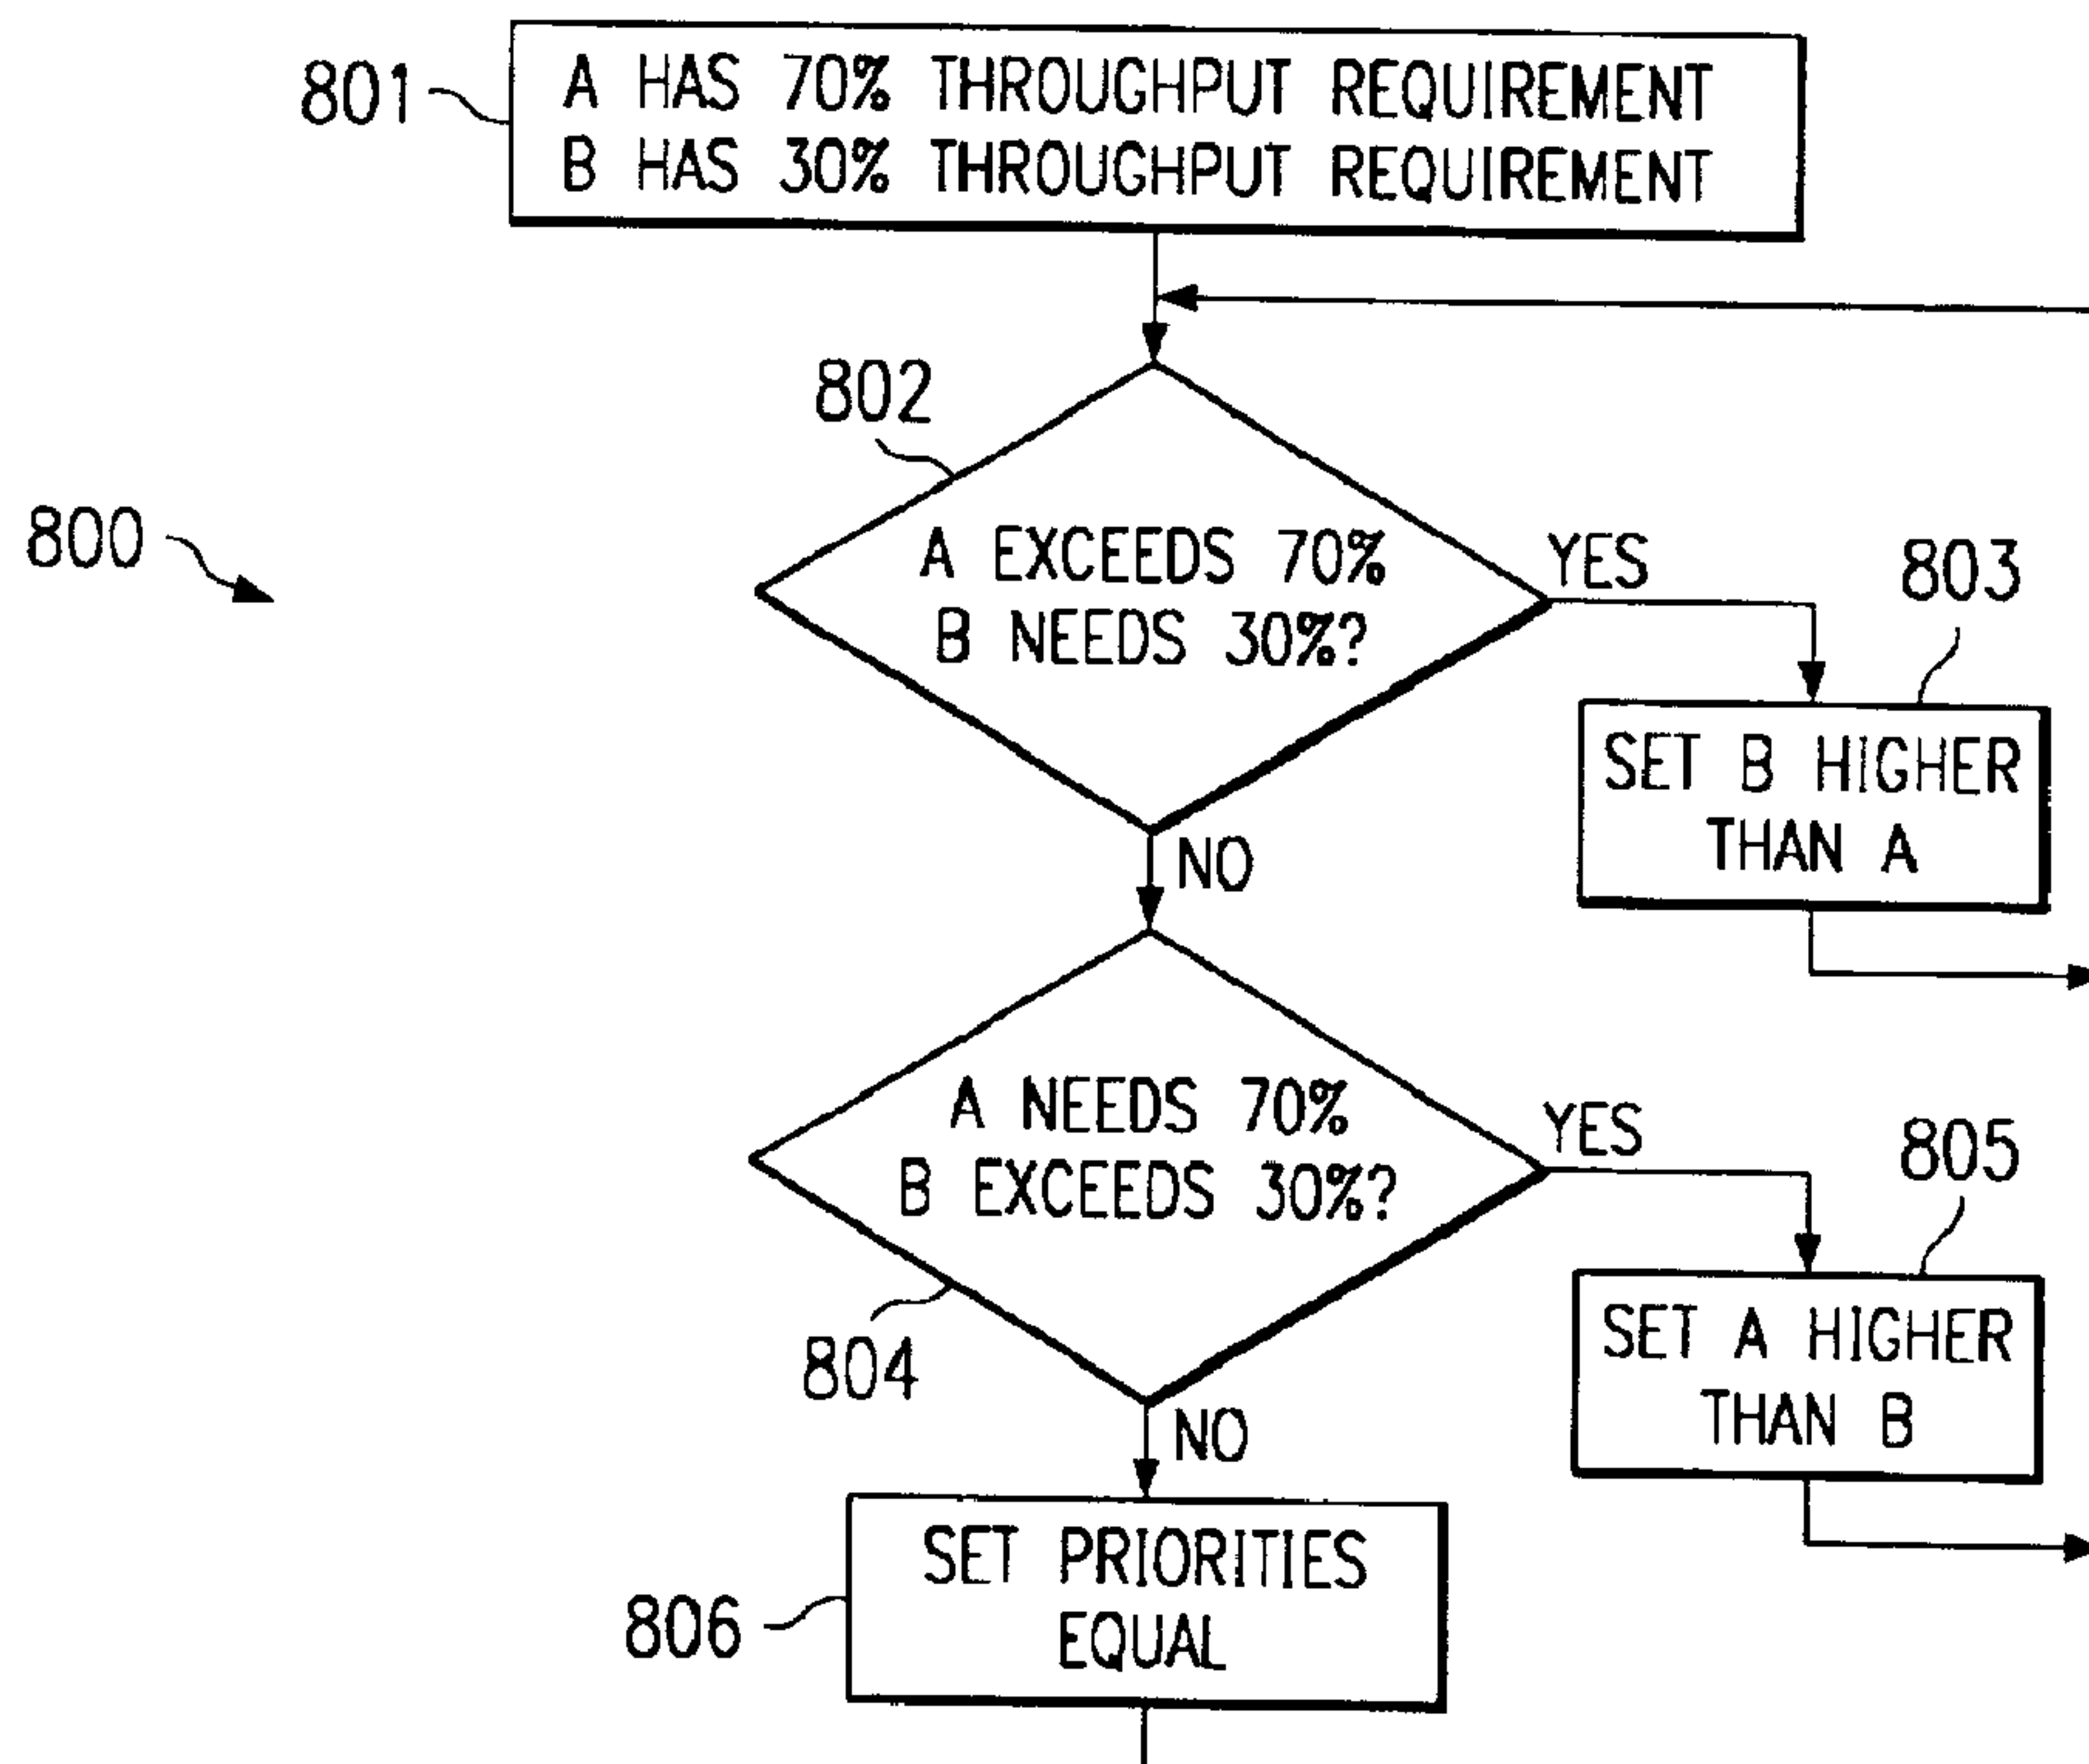 801
A HAS 70% THROUGHPUT REQUIREMENT
B HAS 30% THROUGHPUT REQUIREMENT
802
800
A EXCEEDS 70%
B NEEDS 30%?
YES
803
SET B HIGHER
THAN A
NO
A NEEDS 70%
B EXCEEDS 30%?
YES
805
SET A HIGHER
THAN B
804
NO
SET PRIORITIES
EQUAL
806